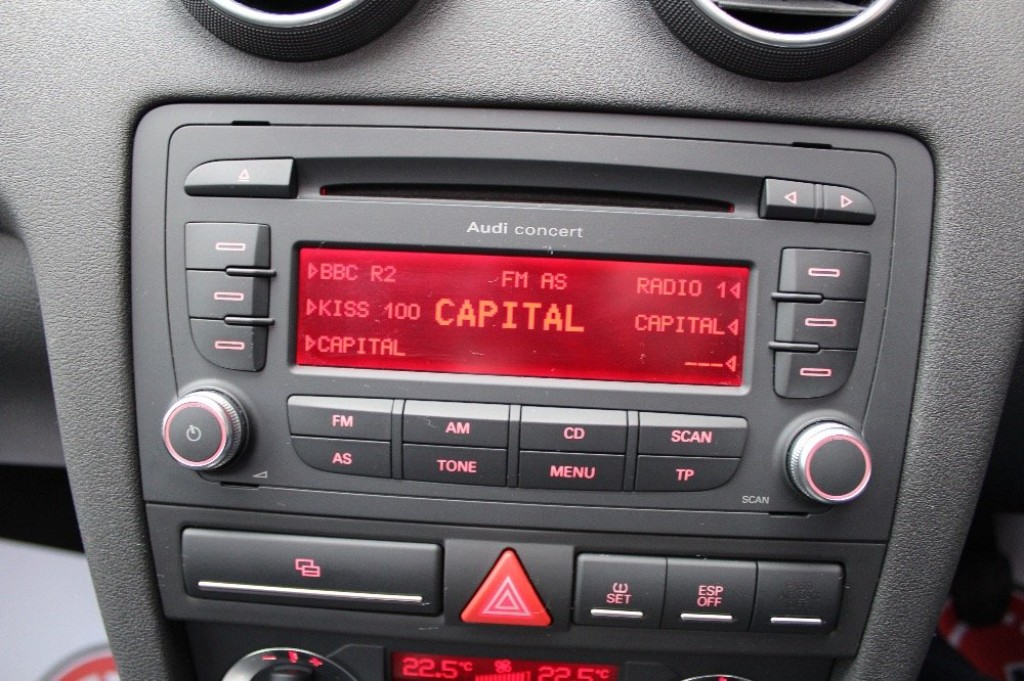 Audi concert
BBC R2 FM AS RADIO 1
KISS 100 CAPITAL CAPITAL
CAPITAL ---
FM AM CD SCAN
AS TONE MENU TP
SCAN
SET ESP OFF
22.5°C 22.5°C